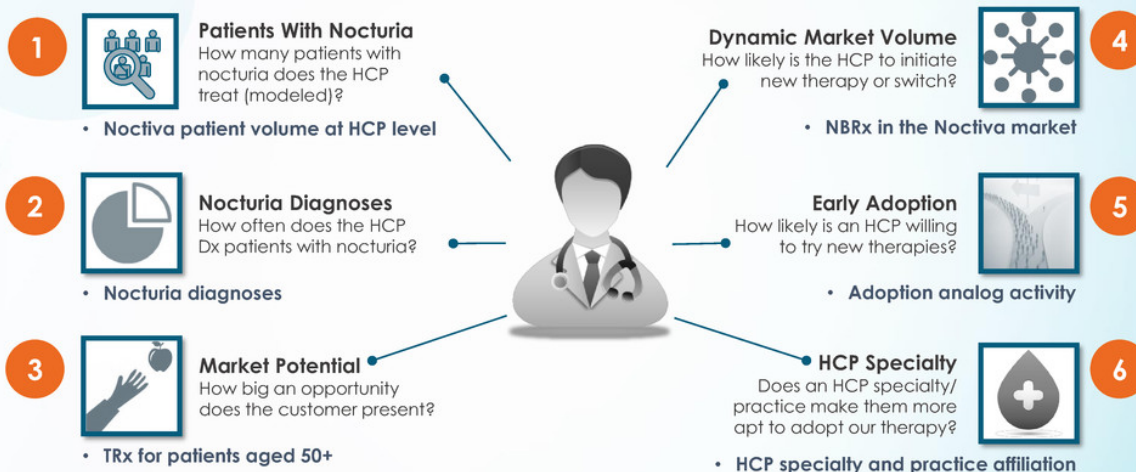 1
Patients With Nocturia
How many patients with
nocturia does the HCP
treat (modeled)?
• Noctiva patient volume at HCP level
2
Nocturia Diagnoses
How often does the HCP
Dx patients with nocturia?
• Nocturia diagnoses
3
Market Potential
How big an opportunity
does the customer present?
• TRx for patients aged 50+
4
Dynamic Market Volume
How likely is the HCP to initiate
new therapy or switch?
• NBRx in the Noctiva market
5
Early Adoption
How likely is an HCP willing
to try new therapies?
• Adoption analog activity
6
HCP Specialty
Does an HCP specialty/
practice make them more
apt to adopt our therapy?
• HCP specialty and practice affiliation